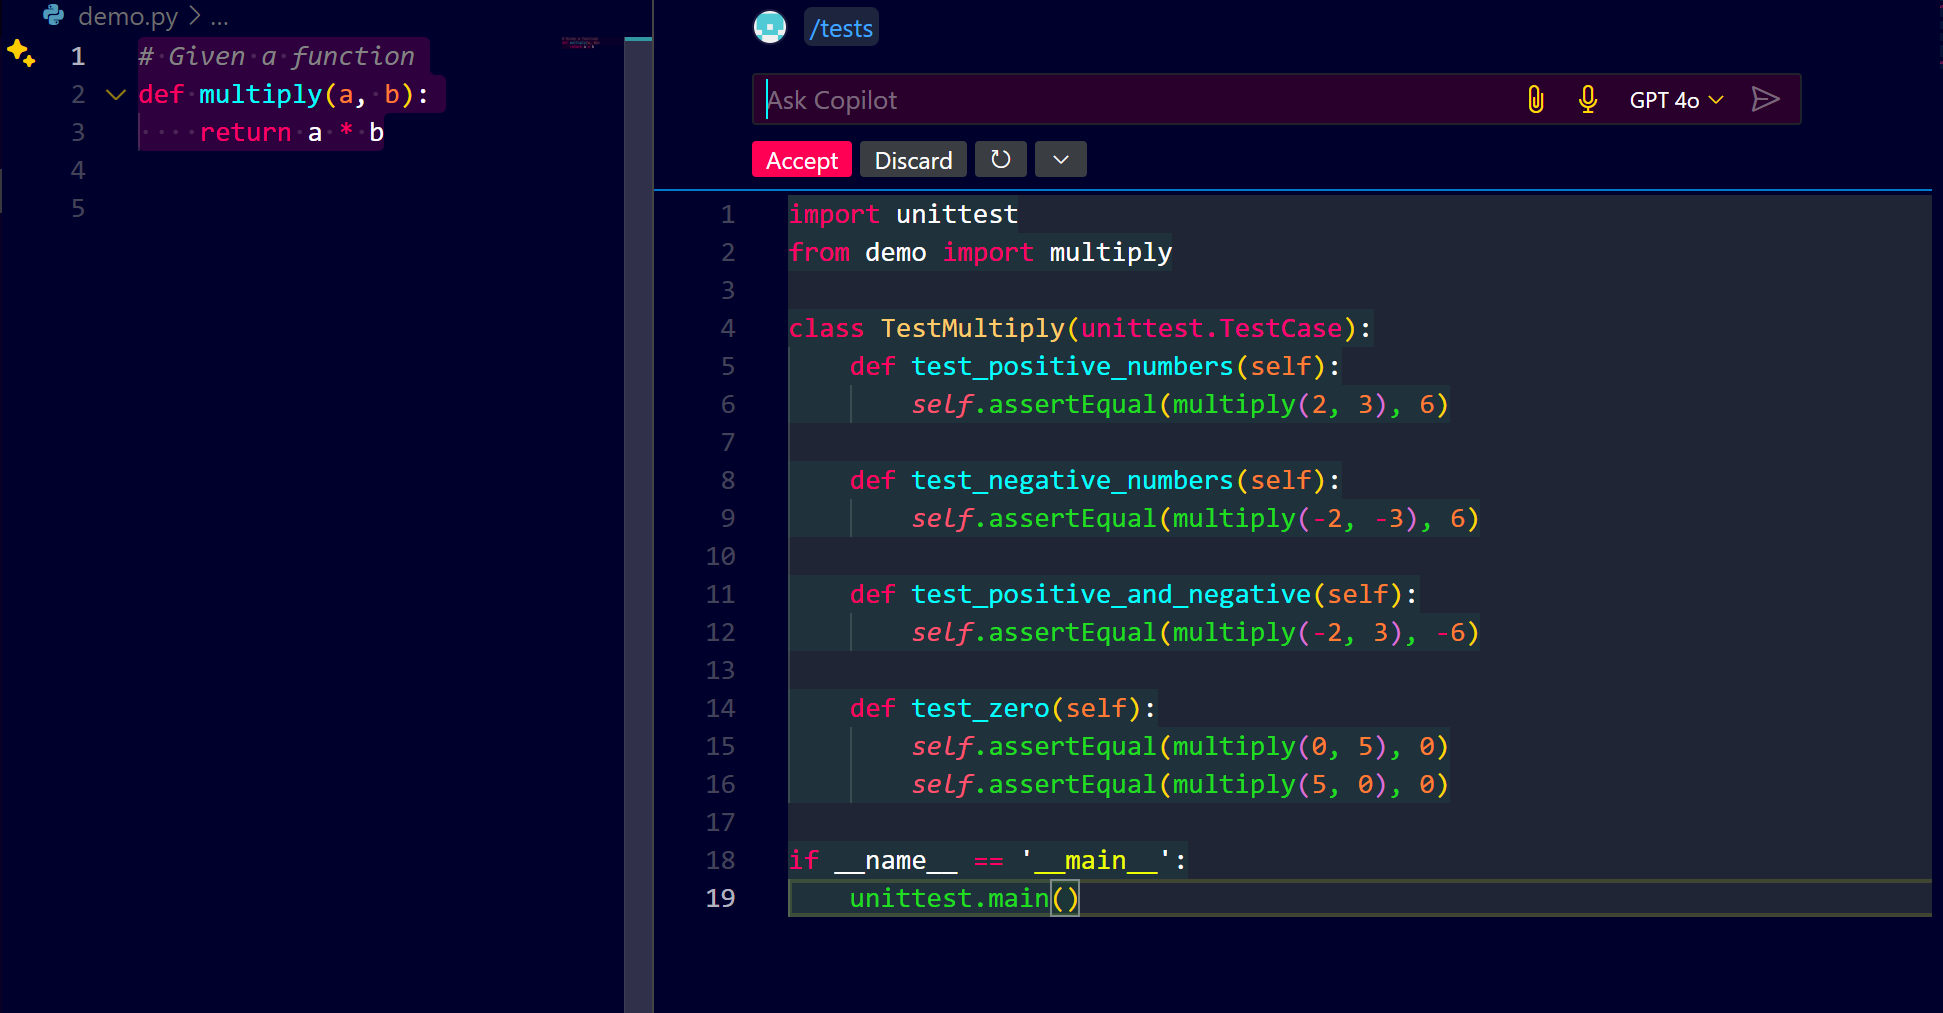 demo.py > ...
1 # Given a function
2 def multiply(a, b):
3     return a * b
4
5
/tests
Ask Copilot
GPT 4o
Accept Discard
1 import unittest
2 from demo import multiply
3
4 class TestMultiply(unittest.TestCase):
5     def test_positive_numbers(self):
6         self.assertEqual(multiply(2, 3), 6)
7
8     def test_negative_numbers(self):
9         self.assertEqual(multiply(-2, -3), 6)
10
11     def test_positive_and_negative(self):
12         self.assertEqual(multiply(-2, 3), -6)
13
14     def test_zero(self):
15         self.assertEqual(multiply(0, 5), 0)
16         self.assertEqual(multiply(5, 0), 0)
17
18 if __name__ == '__main__':
19     unittest.main()